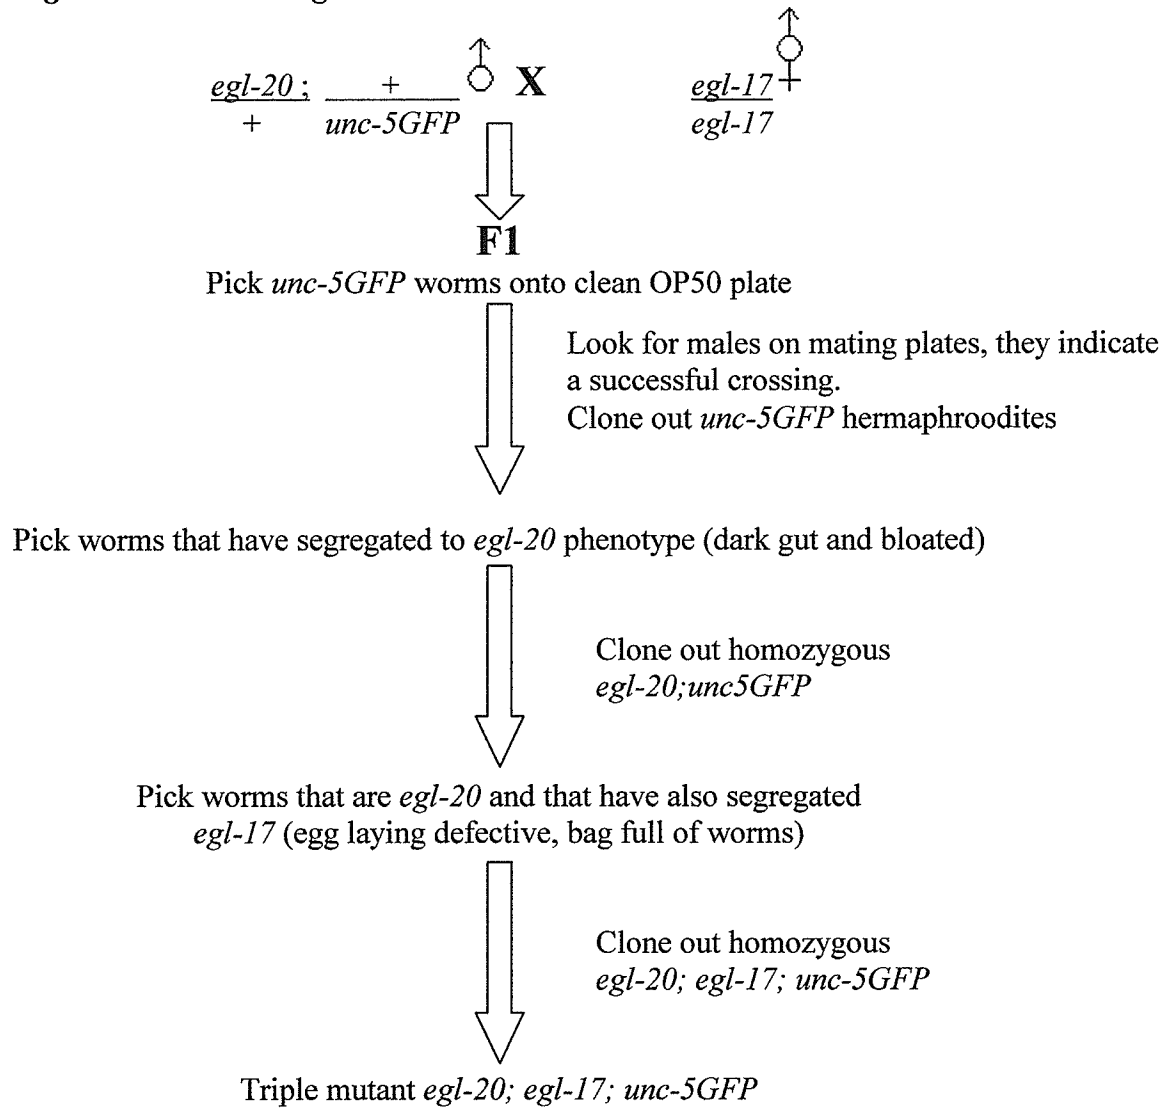 egl-20 ; + X egl-17
+ unc-5GFP egl-17
F1
Pick unc-5GFP worms onto clean OP50 plate
Look for males on mating plates, they indicate
a successful crossing.
Clone out unc-5GFP hermaphroodites
Pick worms that have segregated to egl-20 phenotype (dark gut and bloated)
Clone out homozygous
egl-20;unc5GFP
Pick worms that are egl-20 and that have also segregated
egl-17 (egg laying defective, bag full of worms)
Clone out homozygous
egl-20; egl-17; unc-5GFP
Triple mutant egl-20; egl-17; unc-5GFP